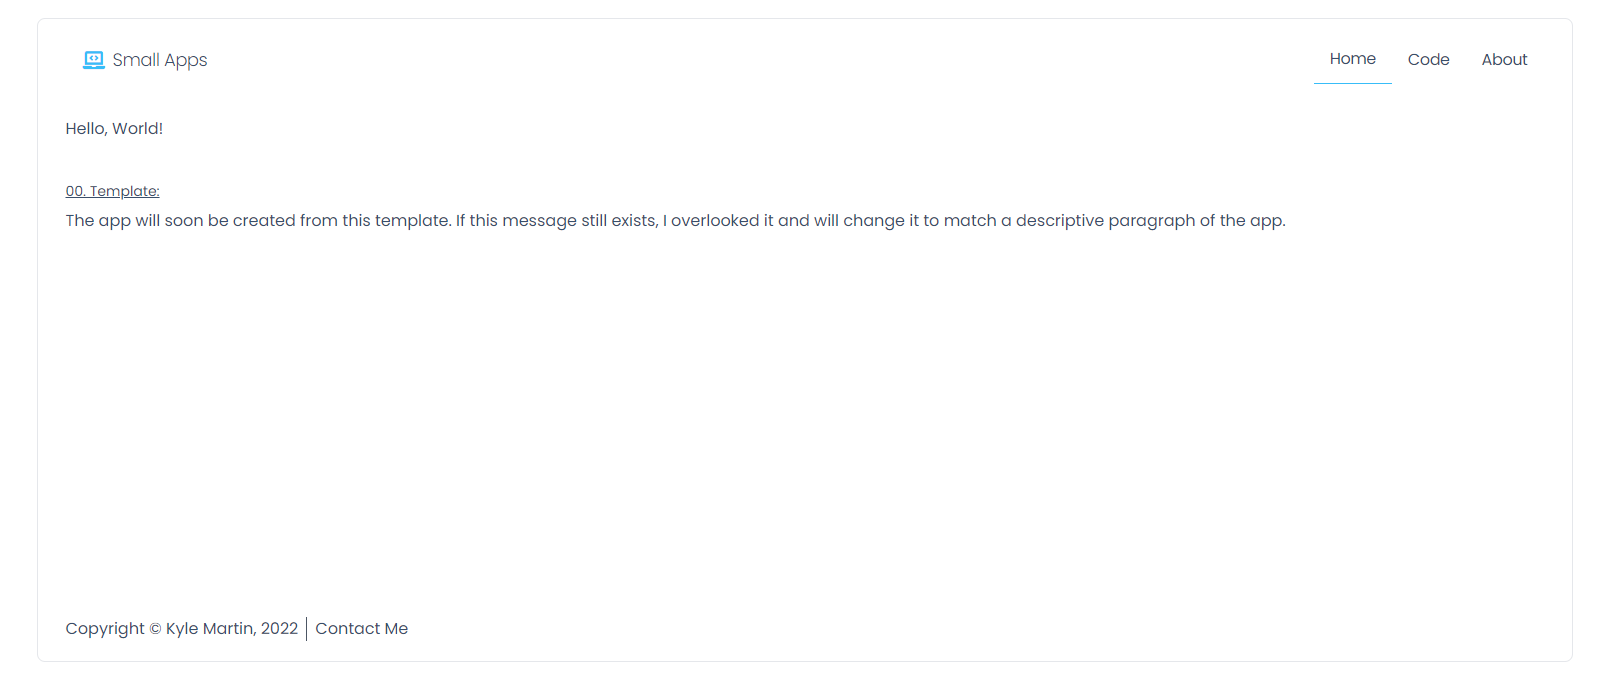 Small Apps
Home Code About
Hello, World!
00. Template:
The app will soon be created from this template. If this message still exists, I overlooked it and will change it to match a descriptive paragraph of the app.
Copyright © Kyle Martin, 2022 | Contact Me